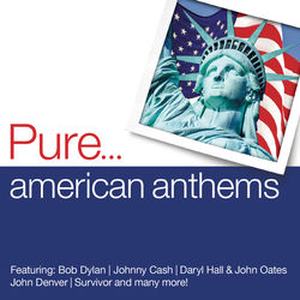 Pure...
american anthems
Featuring: Bob Dylan | Johnny Cash | Daryl Hall & John Oates
John Denver | Survivor and many more!